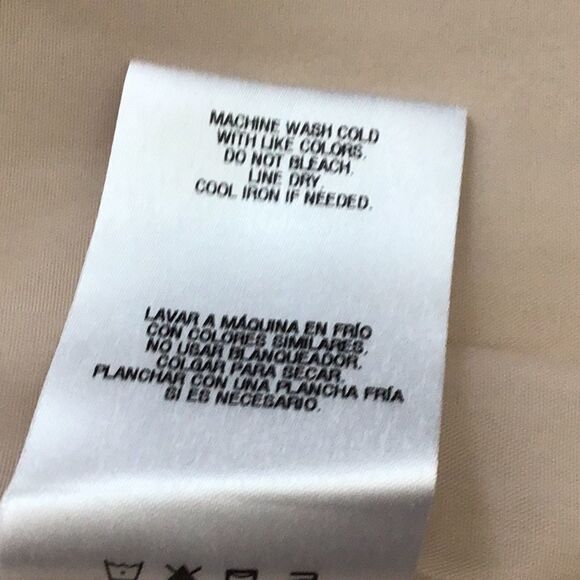 MACHINE WASH COLD
WITH LIKE COLORS.
DO NOT BLEACH.
LINE DRY.
COOL IRON IF NEEDED.
LAVAR A MÁQUINA EN FRÍO
CON COLORES SIMILARES.
NO USAR BLANQUEADOR.
COLGAR PARA SECAR.
PLANCHAR CON UNA PLANCHA FRÍA
SI ES NECESARIO.